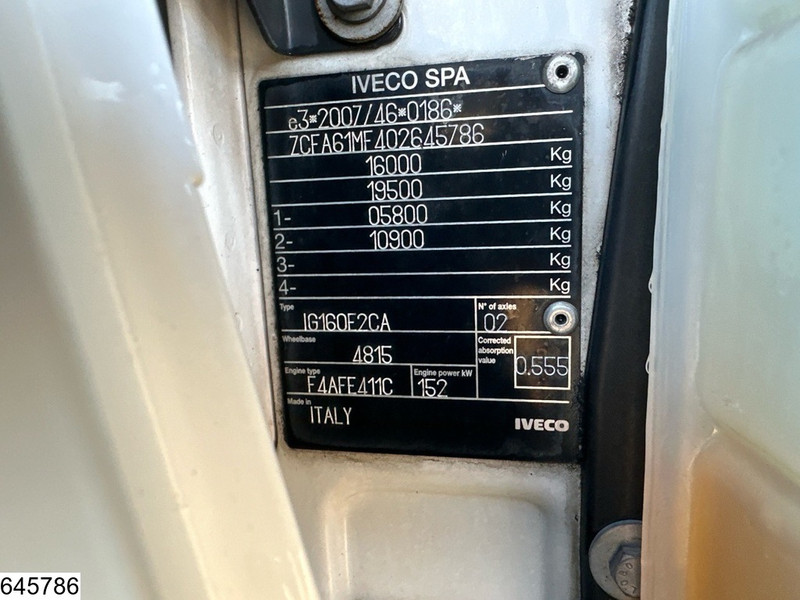 IVECO SPA
e3*2007/46*0186*
ZCFA61MF402645786
16000 Kg
19500 Kg
1- 05800 Kg
2- 10900 Kg
3- Kg
4- Kg
Type
IG160E2CA
N° of axles
02
Wheelbase
4815
Corrected
absorption
value
0.555
Engine type
F4AFE411C
Engine power kW
152
Made in
ITALY
IVECO
645786